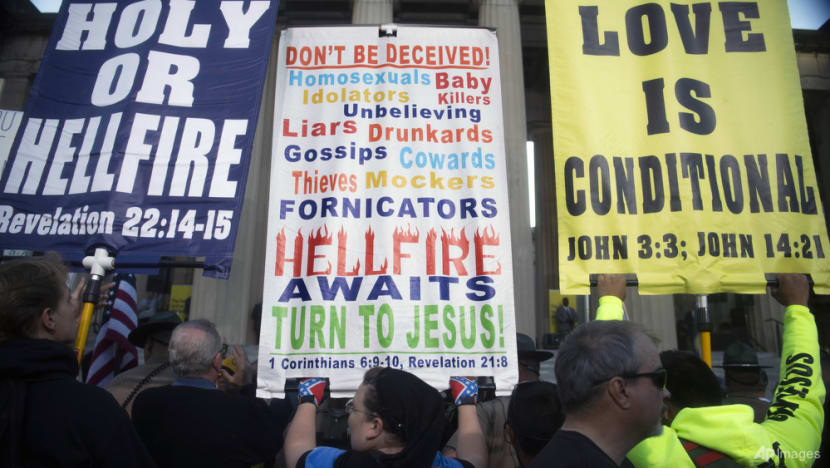 HOLY
OR
HELLFIRE
Revelation 22:14-15
DON'T BE DECEIVED!
Homosexuals Baby
Idolators Killers
Unbelieving
Liars Drunkards
Gossips Cowards
Thieves Mockers
FORNICATORS
HELLFIRE
AWAITS
TURN TO JESUS!
1 Corinthians 6:9-10, Revelation 21:8
LOVE
IS
CONDITIONAL
JOHN 3:3; JOHN 14:21
AP Images